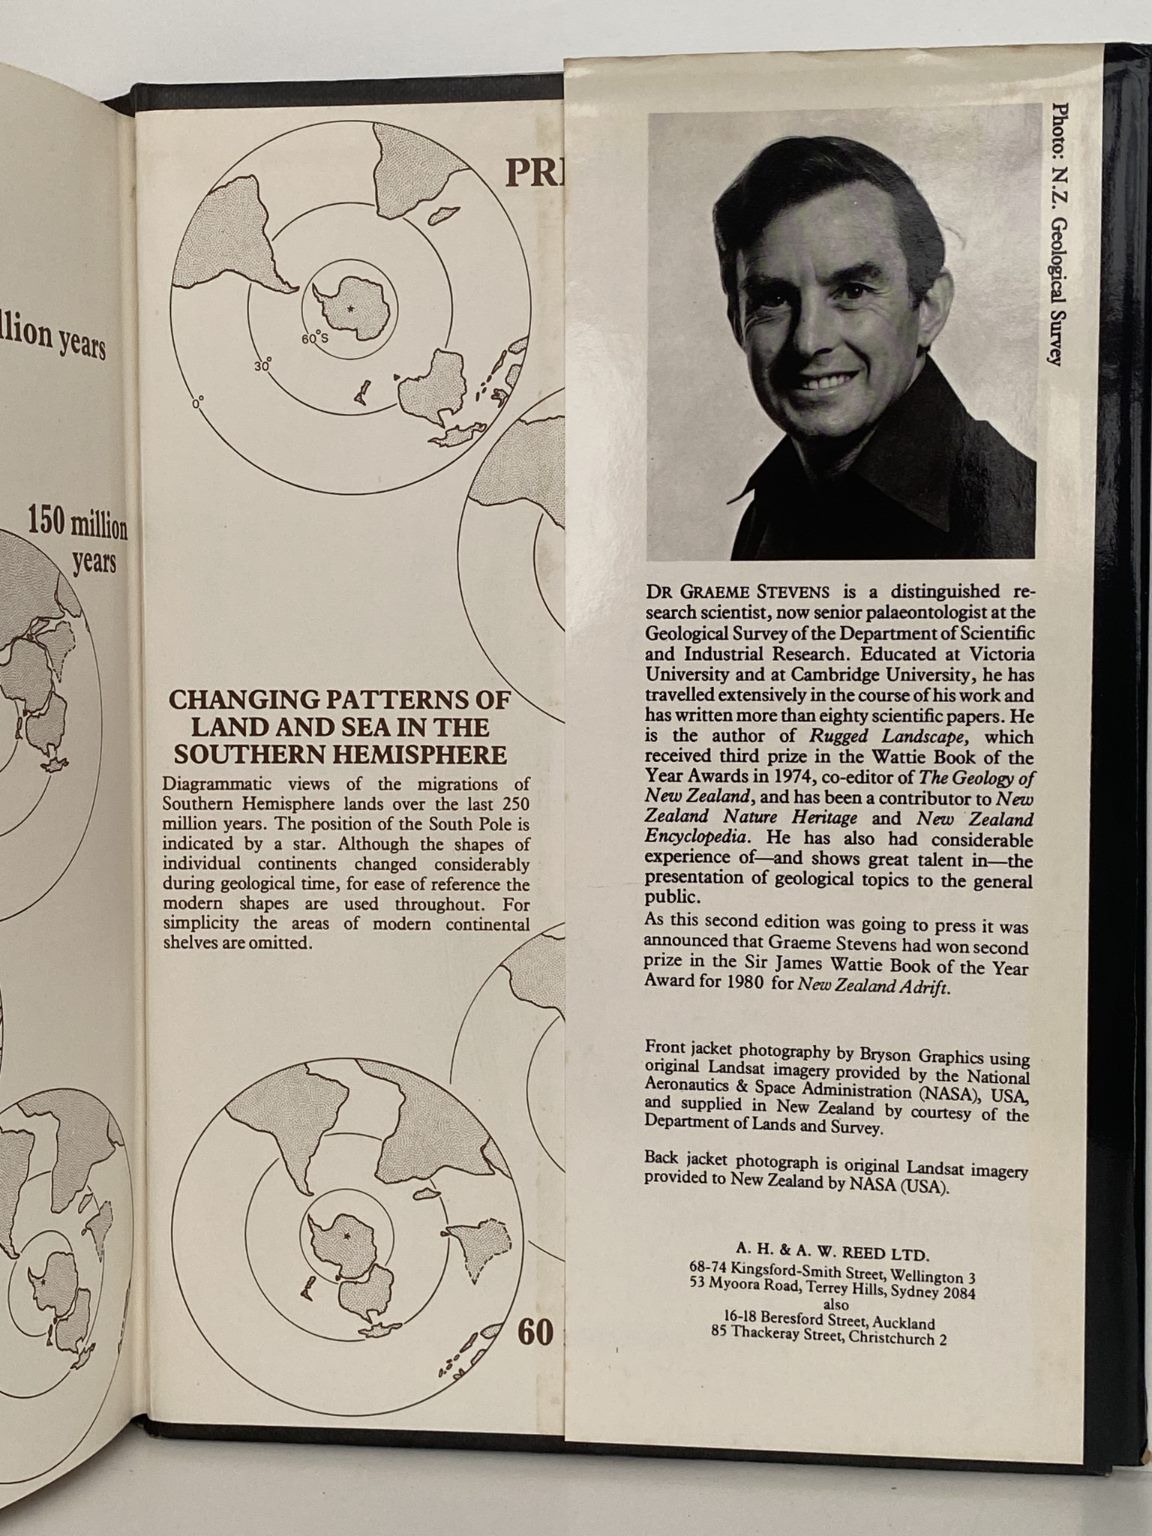 llion years
150 million
years
PRE
60°S
30°
0°
CHANGING PATTERNS OF
LAND AND SEA IN THE
SOUTHERN HEMISPHERE
Diagrammatic views of the migrations of
Southern Hemisphere lands over the last 250
million years. The position of the South Pole is
indicated by a star. Although the shapes of
individual continents changed considerably
during geological time, for ease of reference the
modern shapes are used throughout. For
simplicity the areas of modern continental
shelves are omitted.
60
Photo: N.Z. Geological Survey
DR GRAEME STEVENS is a distinguished re-
search scientist, now senior palaeontologist at the
Geological Survey of the Department of Scientific
and Industrial Research. Educated at Victoria
University and at Cambridge University, he has
travelled extensively in the course of his work and
has written more than eighty scientific papers. He
is the author of Rugged Landscape, which
received third prize in the Wattie Book of the
Year Awards in 1974, co-editor of The Geology of
New Zealand, and has been a contributor to New
Zealand Nature Heritage and New Zealand
Encyclopedia. He has also had considerable
experience of—and shows great talent in—the
presentation of geological topics to the general
public.
As this second edition was going to press it was
announced that Graeme Stevens had won second
prize in the Sir James Wattie Book of the Year
Award for 1980 for New Zealand Adrift.
Front jacket photography by Bryson Graphics using
original Landsat imagery provided by the National
Aeronautics & Space Administration (NASA), USA,
and supplied in New Zealand by courtesy of the
Department of Lands and Survey.
Back jacket photograph is original Landsat imagery
provided to New Zealand by NASA (USA).
A. H. & A. W. REED LTD.
68-74 Kingsford-Smith Street, Wellington 3
53 Myoora Road, Terrey Hills, Sydney 2084
also
16-18 Beresford Street, Auckland
85 Thackeray Street, Christchurch 2